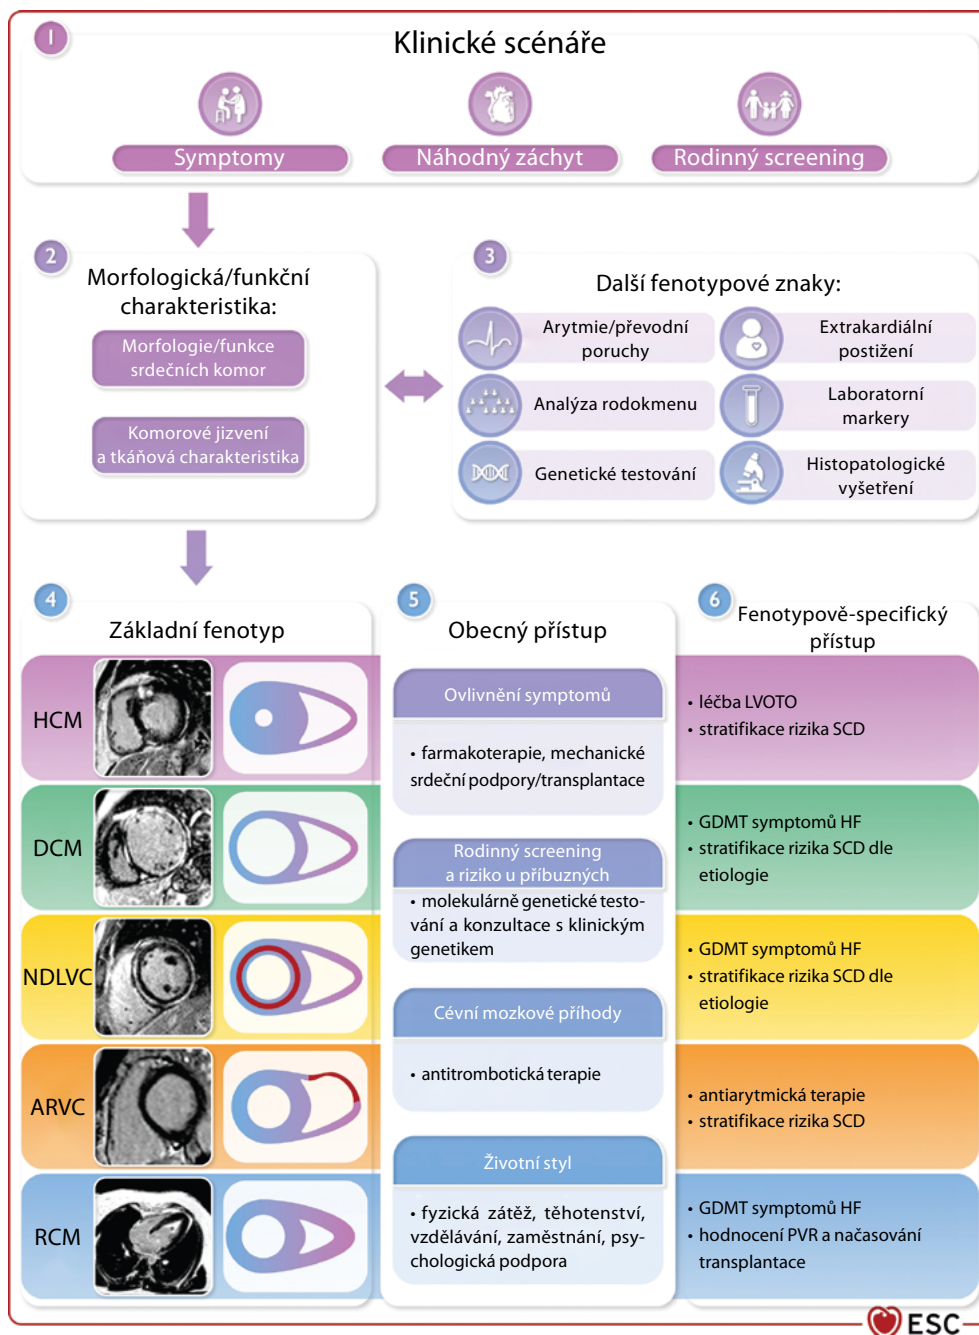 1
Klinické scénáře
Symptomy
Náhodný záchyt
Rodinný screening
2
Morfologická/funkční
charakteristika:
Morfologie/funkce
srdečních komor
Komorové jizvení
a tkáňová charakteristika
3
Další fenotypové znaky:
Arytmie/převodní
poruchy
Extrakardiální
postižení
Analýza rodokmenu
Laboratorní
markery
Genetické testování
Histopatologické
vyšetření
4
Základní fenotyp
HCM
DCM
NDLVC
ARVC
RCM
5
Obecný přístup
Ovlivnění symptomů
• farmakoterapie, mechanické
srdeční podpory/transplantace
Rodinný screening
a riziko u příbuzných
• molekulárně genetické testo-
vání a konzultace s klinickým
genetikem
Cévní mozkové příhody
• antitrombotická terapie
Životní styl
• fyzická zátěž, těhotenství,
vzdělávání, zaměstnání, psy-
chologická podpora
6
Fenotypově-specifický
přístup
• léčba LVOTO
• stratifikace rizika SCD
• GDMT symptomů HF
• stratifikace rizika SCD dle
etiologie
• GDMT symptomů HF
• stratifikace rizika SCD dle
etiologie
• antiarytmická terapie
• stratifikace rizika SCD
• GDMT symptomů HF
• hodnocení PVR a načasování
transplantace
ESC